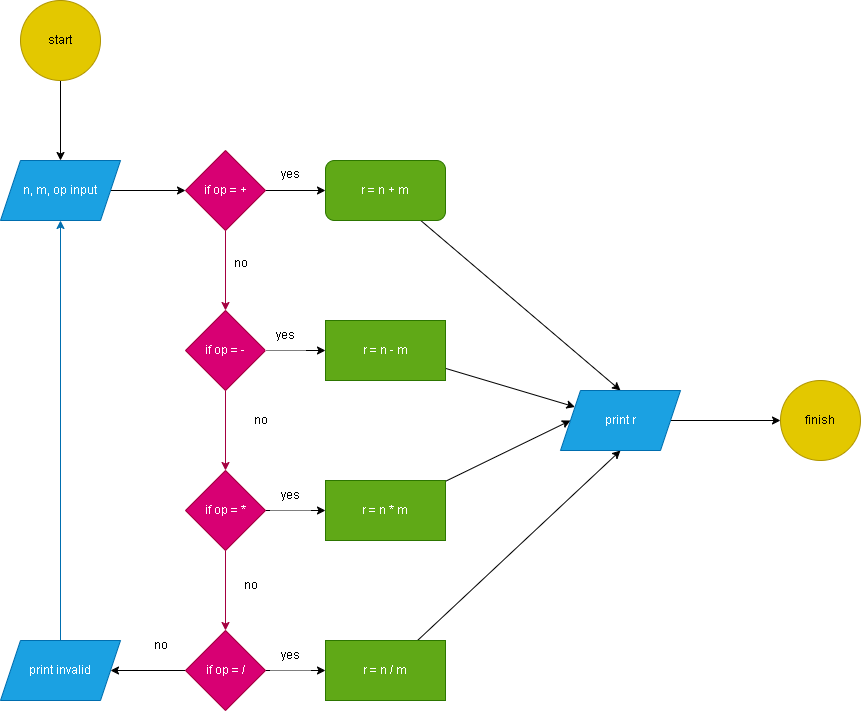 start
n, m, op input
if op = +
yes
r = n + m
no
if op = -
yes
r = n - m
no
print r
finish
if op = *
yes
r = n * m
no
print invalid
no
if op = /
yes
r = n / m